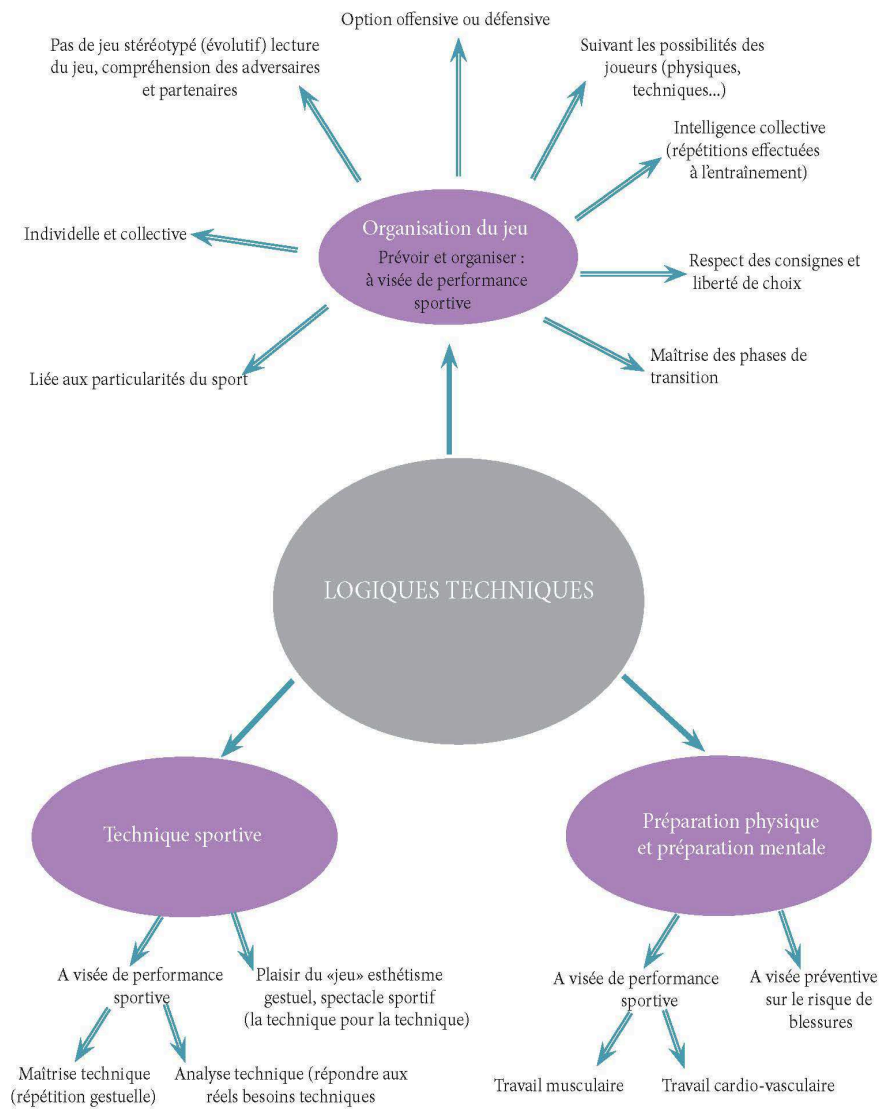 Option offensive ou défensive
Pas de jeu stéréotypé (évolutif) lecture
du jeu, compréhension des adversaires
et partenaires
Suivant les possibilités des
joueurs (physiques,
techniques...)
Intelligence collective
(répétitions effectuées
à l'entraînement)
Individelle et collective
Organisation du jeu
Prévoir et organiser :
à visée de performance
sportive
Respect des consignes et
liberté de choix
Liée aux particularités du sport
Maîtrise des phases de
transition
LOGIQUES TECHNIQUES
Technique sportive
Préparation physique
et préparation mentale
A visée de performance
sportive
Plaisir du «jeu» esthétisme
gestuel, spectacle sportif
(la technique pour la technique)
A visée de performance
sportive
A visée préventive
sur le risque de
blessures
Maîtrise technique
(répétition gestuelle)
Analyse technique (répondre aux
réels besoins techniques
Travail musculaire
Travail cardio-vasculaire